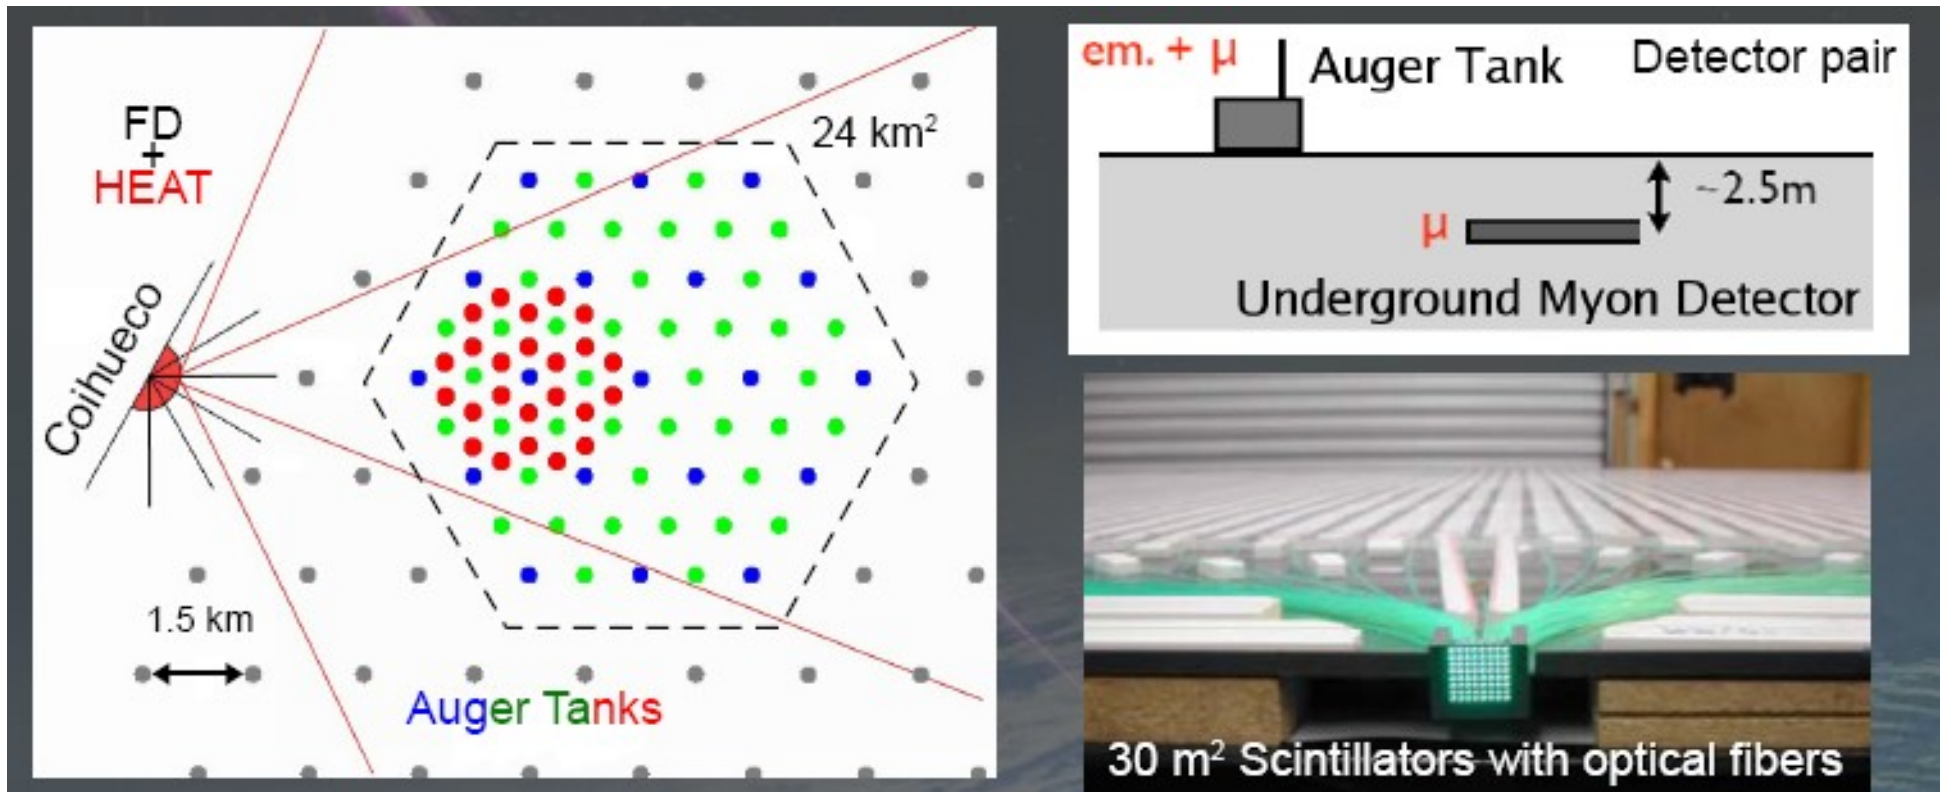 FD
+
HEAT
Coihueco
24 km²
1.5 km
Auger Tanks
em. + μ
Auger Tank
Detector pair
~2.5m
μ
Underground Myon Detector
30 m² Scintillators with optical fibers